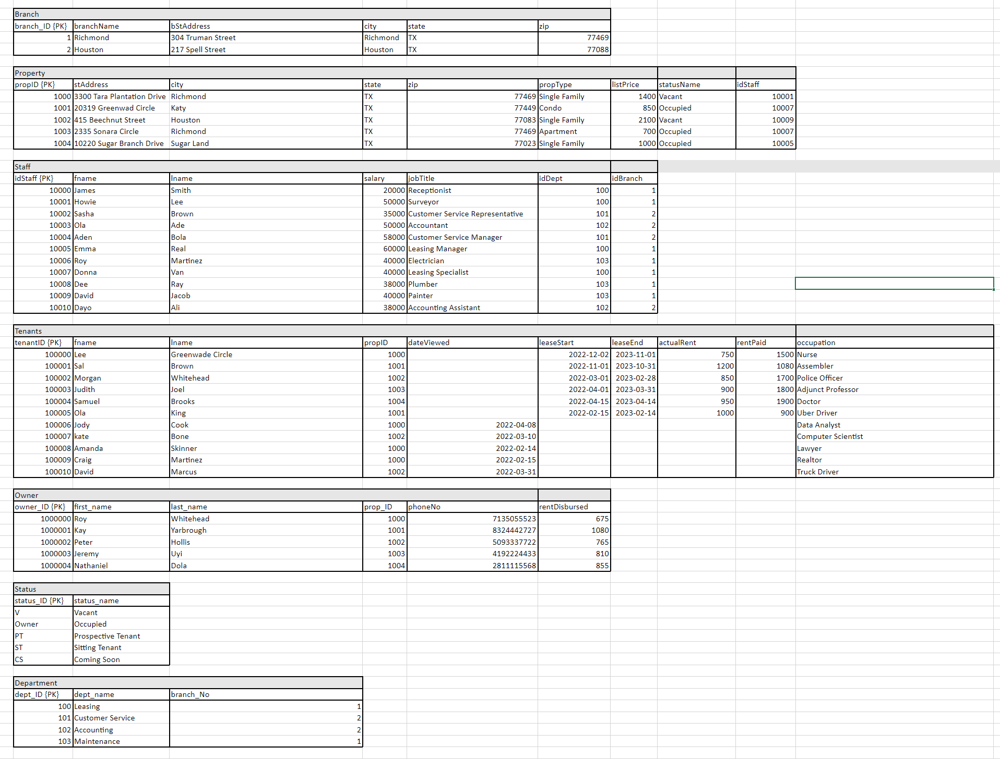 Branch
branch_ID {PK} branchName bStAddress city state zip
1 Richmond 304 Truman Street Richmond TX 77469
2 Houston 217 Spell Street Houston TX 77088
Property
propID {PK} stAddress city state zip propType listPrice statusName idStaff
1000 3300 Tara Plantation Drive Richmond TX 77469 Single Family 1400 Vacant 10001
1001 20319 Greenwad Circle Katy TX 77449 Condo 850 Occupied 10007
1002 415 Beechnut Street Houston TX 77083 Single Family 2100 Vacant 10009
1003 2335 Sonara Circle Richmond TX 77469 Apartment 700 Occupied 10007
1004 10220 Sugar Branch Drive Sugar Land TX 77023 Single Family 1000 Occupied 10005
Staff
idStaff {PK} fname lname salary jobTitle idDept idBranch
10000 James Smith 20000 Receptionist 100 1
10001 Howie Lee 50000 Surveyor 100 1
10002 Sasha Brown 35000 Customer Service Representative 101 2
10003 Ola Ade 50000 Accountant 102 2
10004 Aden Bola 58000 Customer Service Manager 101 2
10005 Emma Real 60000 Leasing Manager 100 1
10006 Roy Martinez 40000 Electrician 103 1
10007 Donna Van 40000 Leasing Specialist 100 1
10008 Dee Ray 38000 Plumber 103 1
10009 David Jacob 40000 Painter 103 1
10010 Dayo Ali 38000 Accounting Assistant 102 2
Tenants
tenantID {PK} fname lname propID dateViewed leaseStart leaseEnd actualRent rentPaid occupation
100000 Lee Greenwade Circle 1000 2022-12-02 2023-11-01 750 1500 Nurse
100001 Sal Brown 1001 2022-11-01 2023-10-31 1200 1080 Assembler
100002 Morgan Whitehead 1002 2022-03-01 2023-02-28 850 1700 Police Officer
100003 Judith Joel 1003 2022-04-01 2023-03-31 900 1800 Adjunct Professor
100004 Samuel Brooks 1004 2022-04-15 2023-04-14 950 1900 Doctor
100005 Ola King 1001 2022-02-15 2023-02-14 1000 900 Uber Driver
100006 Jody Cook 1000 2022-04-08 Data Analyst
100007 kate Bone 1002 2022-03-10 Computer Scientist
100008 Amanda Skinner 1000 2022-02-14 Lawyer
100009 Craig Martinez 1000 2022-02-15 Realtor
100010 David Marcus 1002 2022-03-31 Truck Driver
Owner
owner_ID {PK} first_name last_name prop_ID phoneNo rentDisbursed
1000000 Roy Whitehead 1000 7135055523 675
1000001 Kay Yarbrough 1001 8324442727 1080
1000002 Peter Hollis 1002 5093337722 765
1000003 Jeremy Uyi 1003 4192224433 810
1000004 Nathaniel Dola 1004 2811115568 855
Status
status_ID {PK} status_name
V Vacant
Owner Occupied
PT Prospective Tenant
ST Sitting Tenant
CS Coming Soon
Department
dept_ID {PK} dept_name branch_No
100 Leasing 1
101 Customer Service 2
102 Accounting 2
103 Maintenance 1